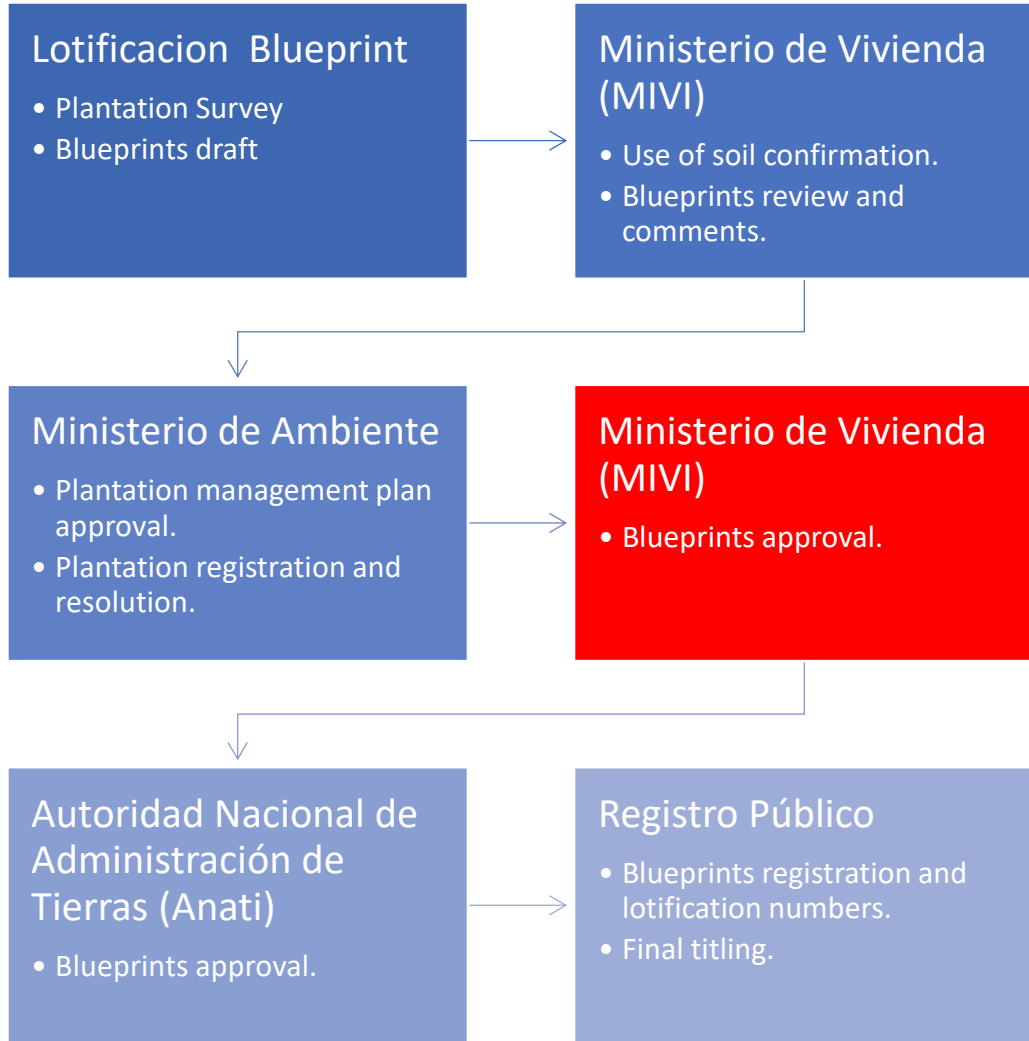 Lotificacion  Blueprint
• Plantation Survey
• Blueprints draft
Ministerio de Vivienda
(MIVI)
• Use of soil confirmation.
• Blueprints review and
comments.
Ministerio de Ambiente
• Plantation management plan
approval.
• Plantation registration and
resolution.
Ministerio de Vivienda
(MIVI)
• Blueprints approval.
Autoridad Nacional de
Administración de
Tierras (Anati)
• Blueprints approval.
Registro Público
• Blueprints registration and
lotification numbers.
• Final titling.